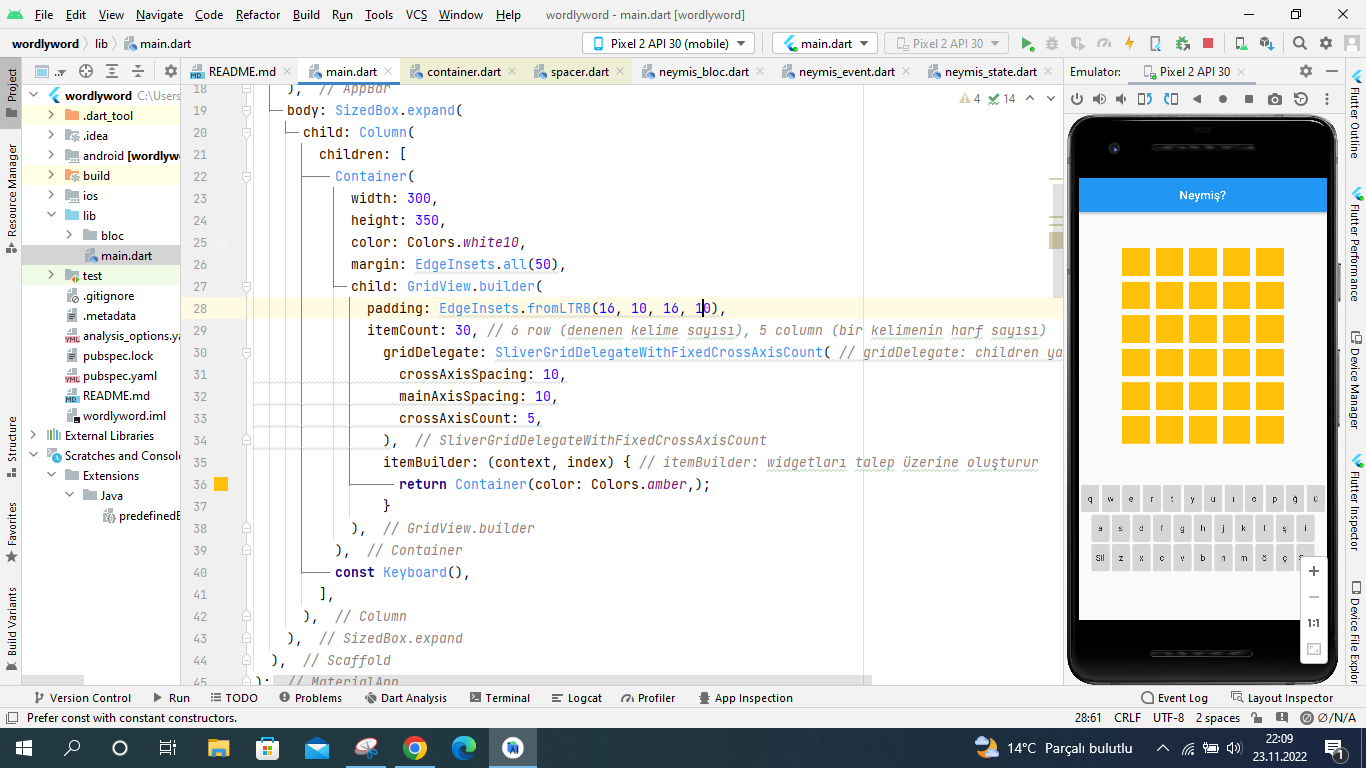 File Edit View Navigate Code Refactor Build Run Tools VCS Window Help wordlyword - main.dart [wordlyword]
wordlyword lib main.dart Pixel 2 API 30 (mobile) main.dart Pixel 2 API 30
README.md main.dart container.dart spacer.dart neymis_bloc.dart neymis_event.dart neymis_state.dart Emulator: Pixel 2 API 30
Project
Resource Manager
Structure
Favorites
Build Variants
wordlyword C:\Users
.dart_tool
.idea
android [wordlyw
build
ios
lib
bloc
main.dart
test
.gitignore
.metadata
analysis_options.ya
pubspec.lock
pubspec.yaml
README.md
wordlyword.iml
External Libraries
Scratches and Console
Extensions
Java
predefinedE
4 14
18 ), // AppBar
19 body: SizedBox.expand(
20 child: Column(
21 children: [
22 Container(
23 width: 300,
24 height: 350,
25 color: Colors.white10,
26 margin: EdgeInsets.all(50),
27 child: GridView.builder(
28 padding: EdgeInsets.fromLTRB(16, 10, 16, 10),
29 itemCount: 30, // 6 row (denenen kelime sayısı), 5 column (bir kelimenin harf sayısı)
30 gridDelegate: SliverGridDelegateWithFixedCrossAxisCount( // gridDelegate: children ya
31 crossAxisSpacing: 10,
32 mainAxisSpacing: 10,
33 crossAxisCount: 5,
34 ), // SliverGridDelegateWithFixedCrossAxisCount
35 itemBuilder: (context, index) { // itemBuilder: widgetları talep üzerine oluşturur
36 return Container(color: Colors.amber,);
37 }
38 ), // GridView.builder
39 ), // Container
40 const Keyboard(),
41 ],
42 ), // Column
43 ), // SizedBox.expand
44 ), // Scaffold
45 ); // MaterialApp
Neymiş?
q w e r t y u ı o p ğ ü
a s d f g h j k l ş i
Sil z x c v b n m ö ç
1:1
Flutter Outline
Flutter Performance
Device Manager
Flutter Inspector
Device File Explor
Version Control Run TODO Problems Dart Analysis Terminal Logcat Profiler App Inspection Event Log Layout Inspector
Prefer const with constant constructors. 28:61 CRLF UTF-8 2 spaces Ø/N/A
14°C Parçalı bulutlu 22:09
23.11.2022
1